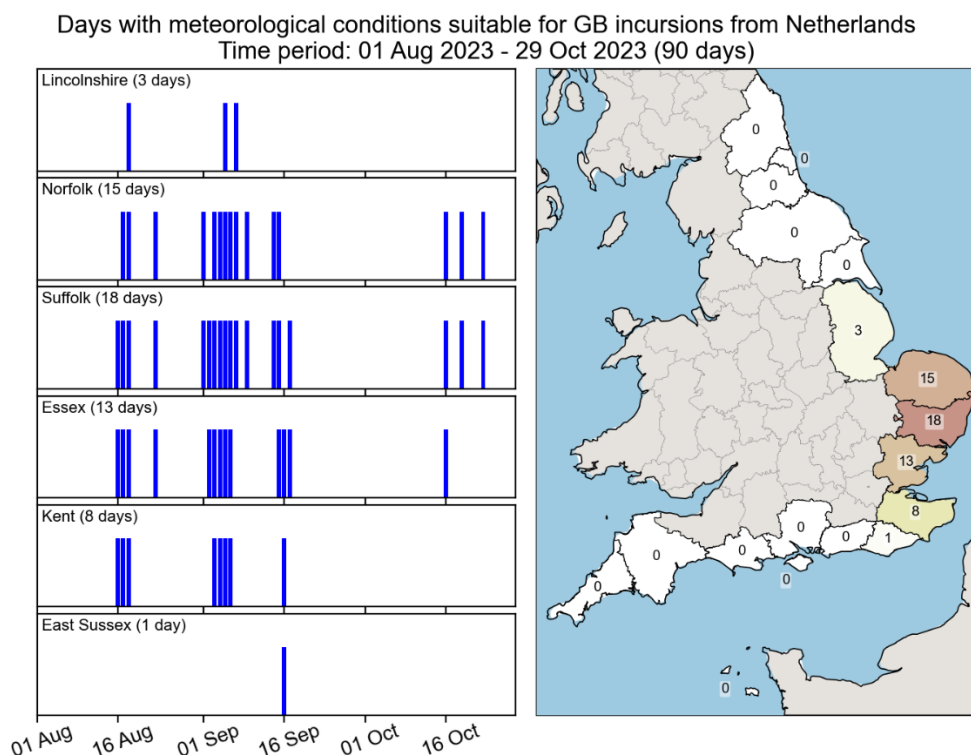 Days with meteorological conditions suitable for GB incursions from Netherlands
Time period: 01 Aug 2023 - 29 Oct 2023 (90 days)
Lincolnshire (3 days)
Norfolk (15 days)
Suffolk (18 days)
Essex (13 days)
Kent (8 days)
East Sussex (1 day)
01 Aug
16 Aug
01 Sep
16 Sep
01 Oct
16 Oct
0
0
0
0
0
3
15
18
13
8
0
0
1
0
0
0
0
0